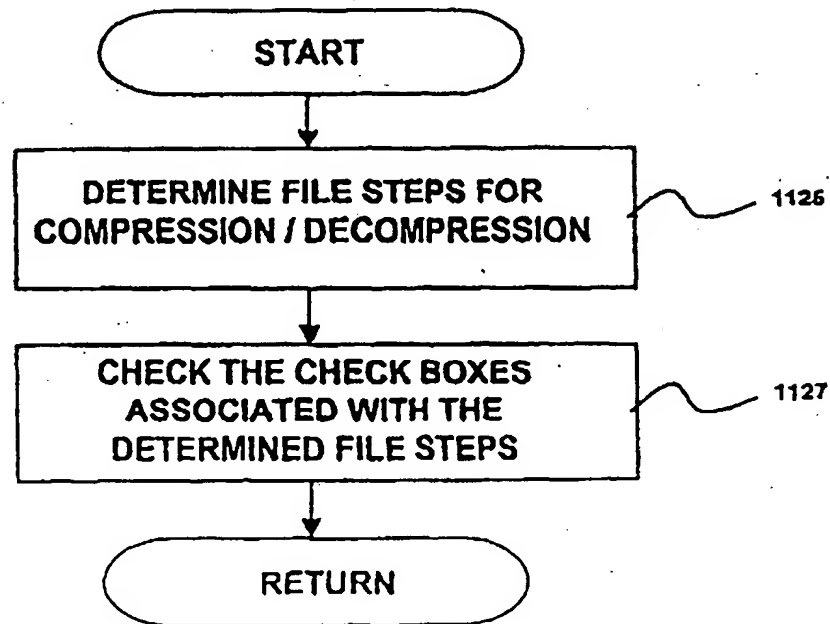 START
DETERMINE FILE STEPS FOR
COMPRESSION / DECOMPRESSION
1125
CHECK THE CHECK BOXES
ASSOCIATED WITH THE
DETERMINED FILE STEPS
1127
RETURN